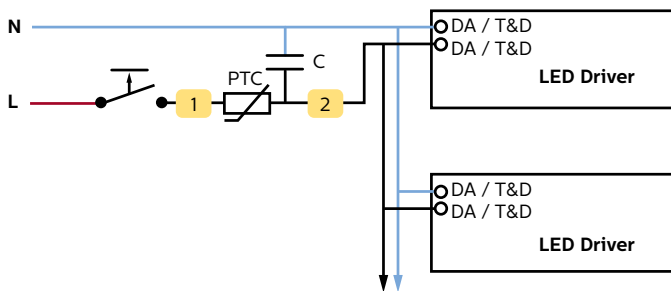 N
DA / T&D
DA / T&D
LED Driver
C
PTC
L
1
2
DA / T&D
DA / T&D
LED Driver